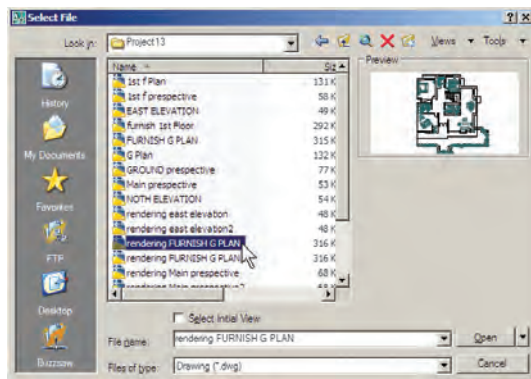 Select File
Look in: Project13 Views Tools
Name Siz Preview
1st f Plan 131 K
1st f prespective 58 K
EAST ELEVATION 49 K
furnish 1st Floor 292 K
FURNISH G PLAN 315 K
G Plan 132 K
GROUND prespective 77 K
Main prespective 53 K
NOTH ELEVATION 54 K
rendering east elevation 48 K
rendering east elevation2 48 K
rendering FURNISH G PLAN 316 K
rendering FURNISH G PLAN 316 K
rendering Main prespective 68 K
rendering Main prespective2
History
My Documents
Favorites
FTP
Desktop
Buzzsaw
Select Initial View
File name: rendering FURNISH G PLAN Open
Files of type: Drawing (*.dwg) Cancel